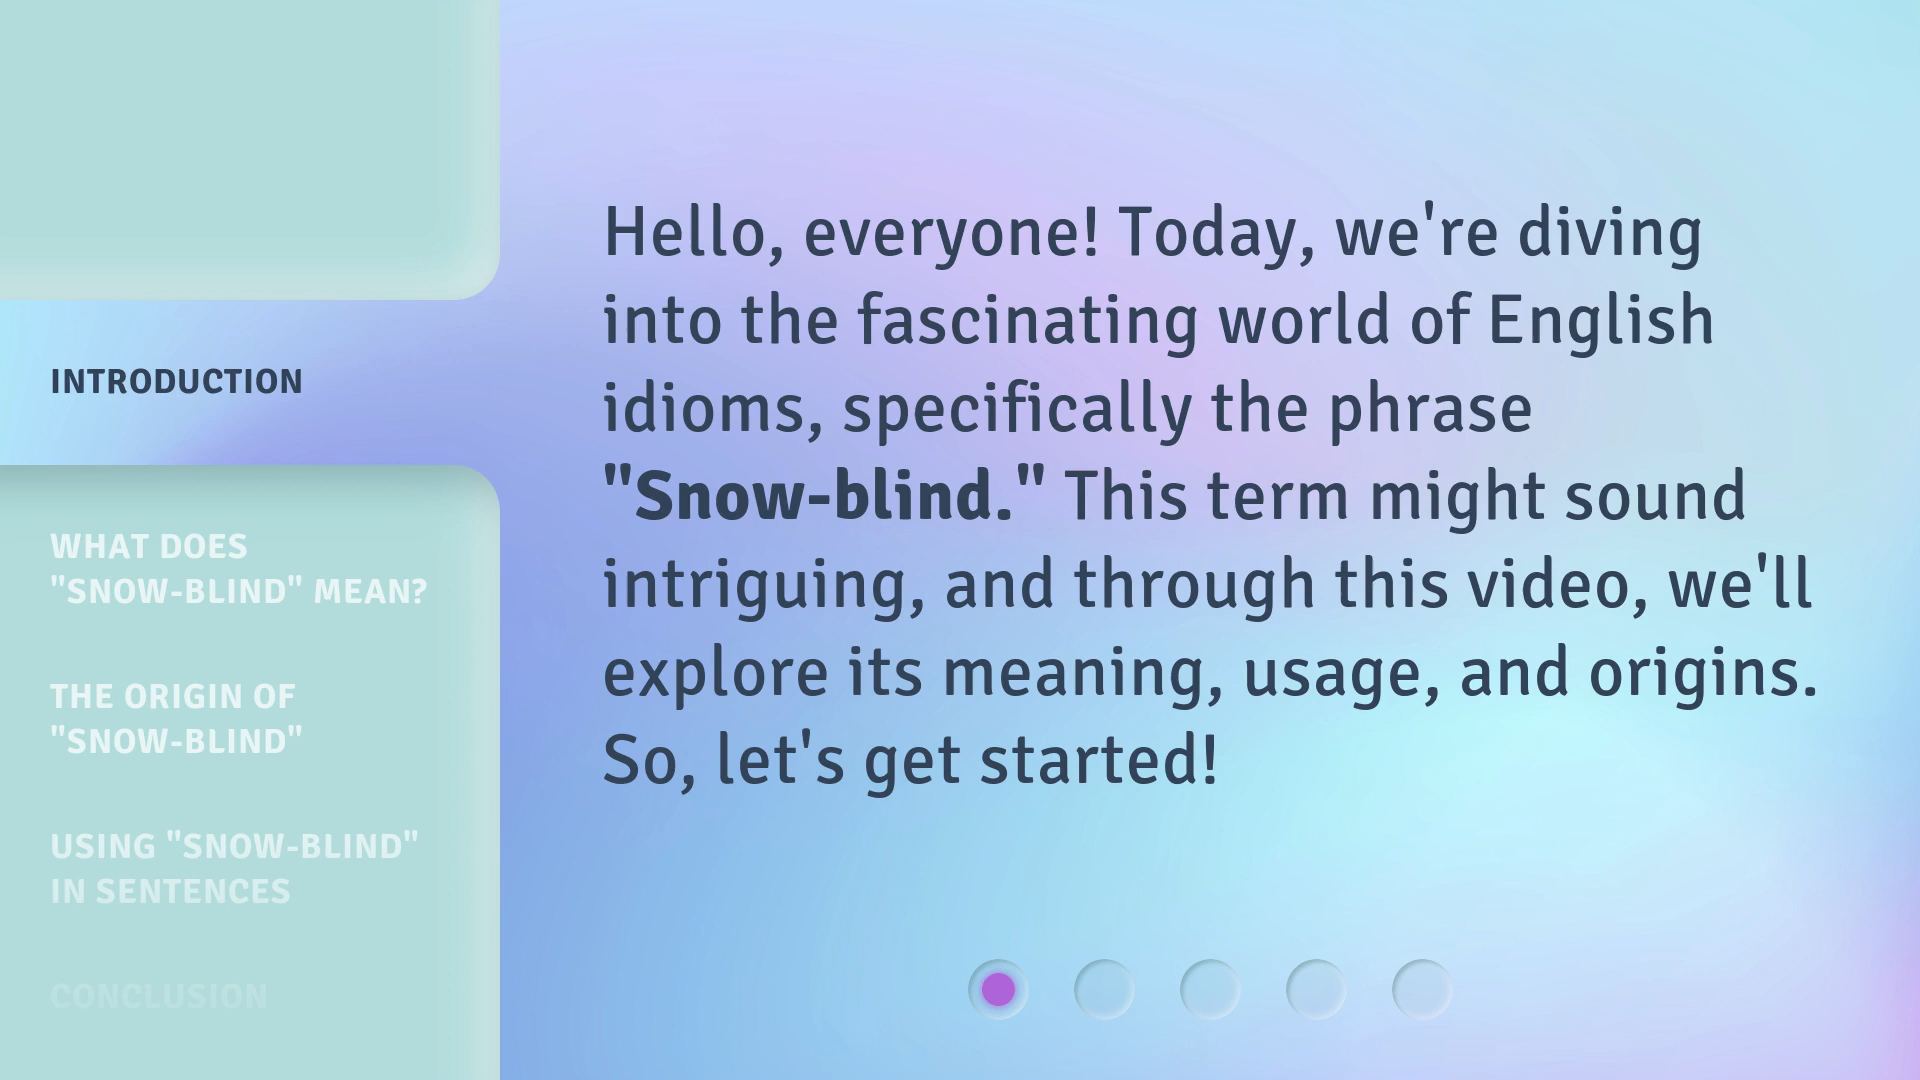 INTRODUCTION
WHAT DOES
"SNOW-BLIND" MEAN?
THE ORIGIN OF
"SNOW-BLIND"
USING "SNOW-BLIND"
IN SENTENCES
CONCLUSION
Hello, everyone! Today, we're diving
into the fascinating world of English
idioms, specifically the phrase
"Snow-blind." This term might sound
intriguing, and through this video, we'll
explore its meaning, usage, and origins.
So, let's get started!